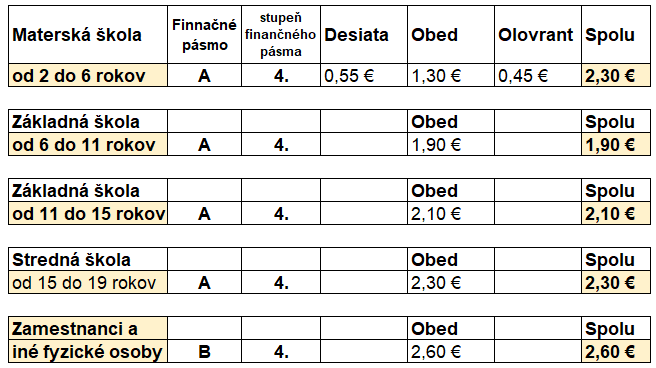 Materská škola Finnačné pásmo stupeň finančného pásma Desiata Obed Olovrant Spolu
od 2 do 6 rokov A 4. 0,55 € 1,30 € 0,45 € 2,30 €
Základná škola Obed Spolu
od 6 do 11 rokov A 4. 1,90 € 1,90 €
Základná škola Obed Spolu
od 11 do 15 rokov A 4. 2,10 € 2,10 €
Stredná škola Obed Spolu
od 15 do 19 rokov A 4. 2,30 € 2,30 €
Zamestnanci a Obed Spolu
iné fyzické osoby B 4. 2,60 € 2,60 €